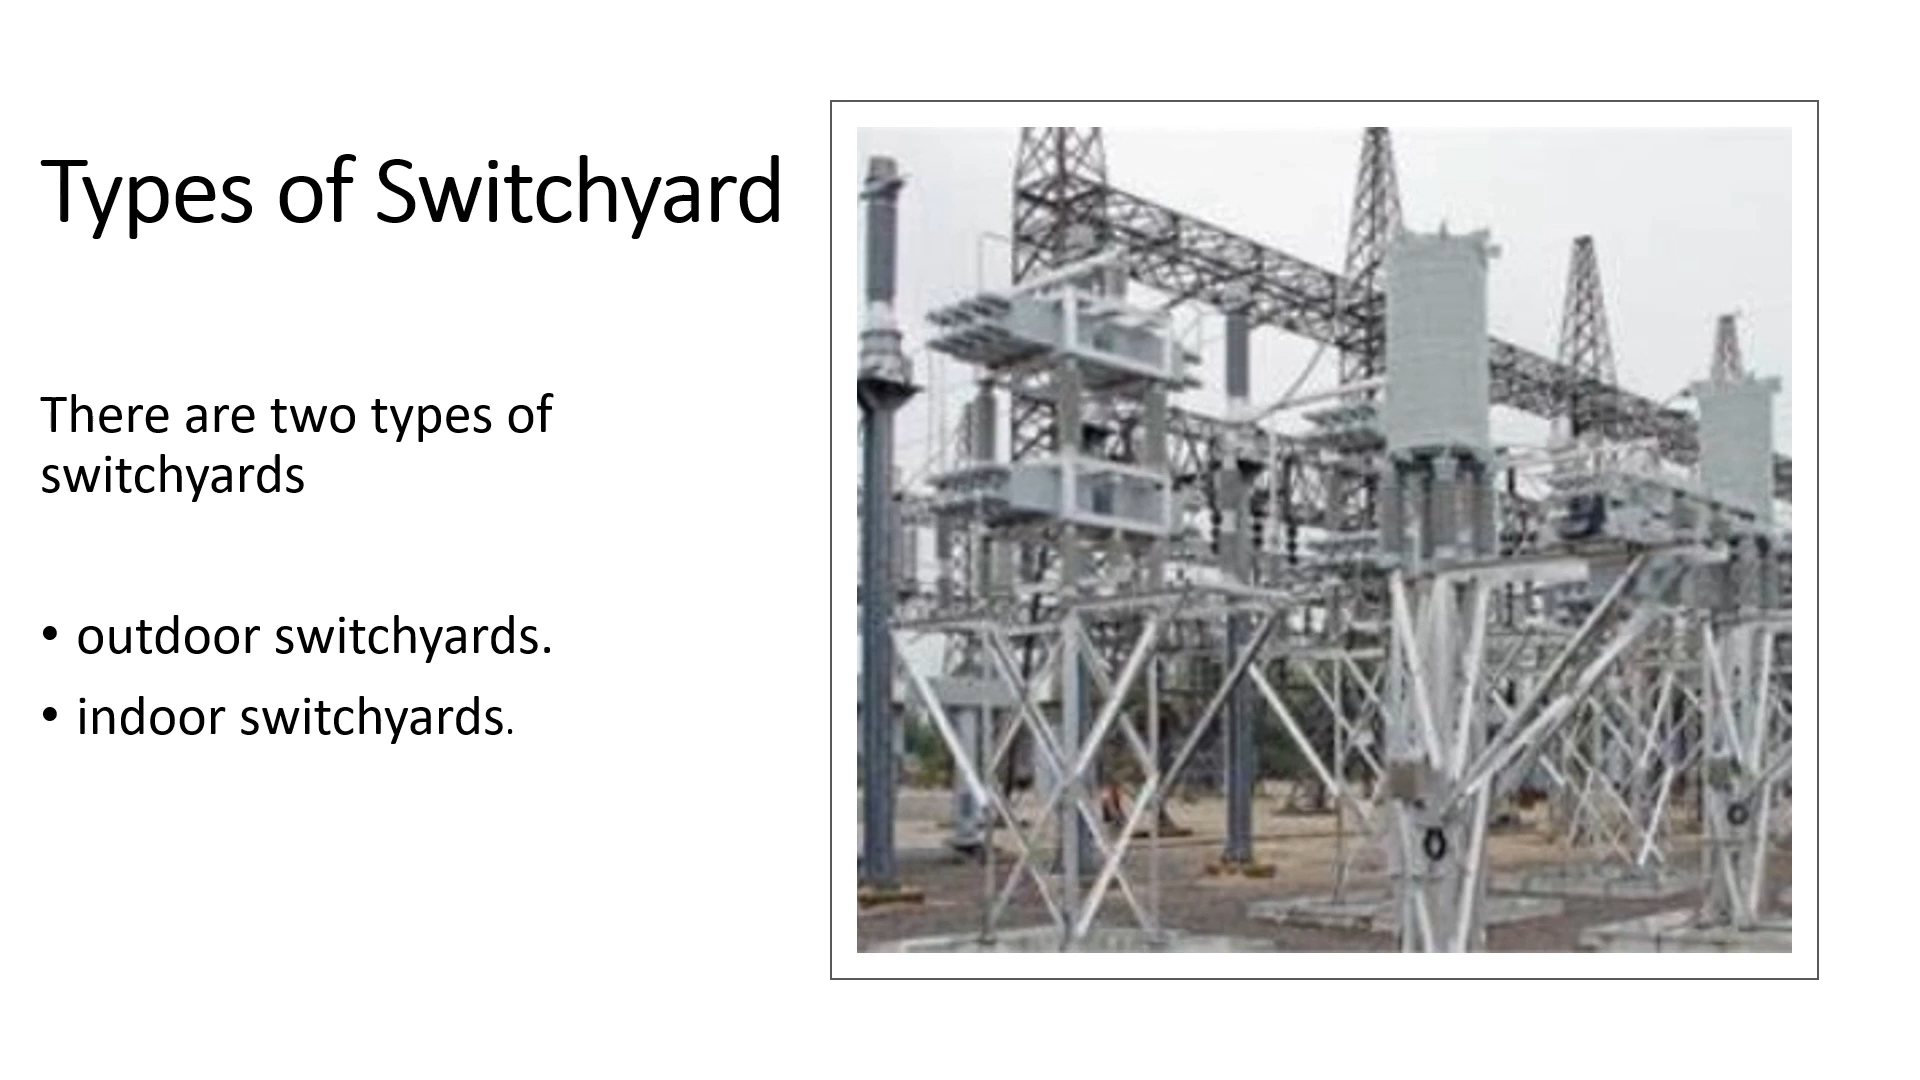 Types of Switchyard
There are two types of
switchyards
• outdoor switchyards.
• indoor switchyards.